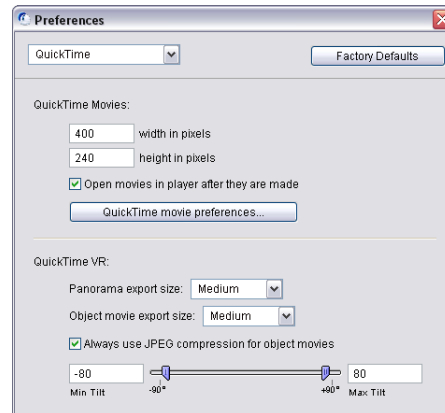 Preferences
QuickTime Factory Defaults
QuickTime Movies:
400 width in pixels
240 height in pixels
Open movies in player after they are made
QuickTime movie preferences...
QuickTime VR:
Panorama export size: Medium
Object movie export size: Medium
Always use JPEG compression for object movies
-80 80
Min Tilt -90° +90° Max Tilt